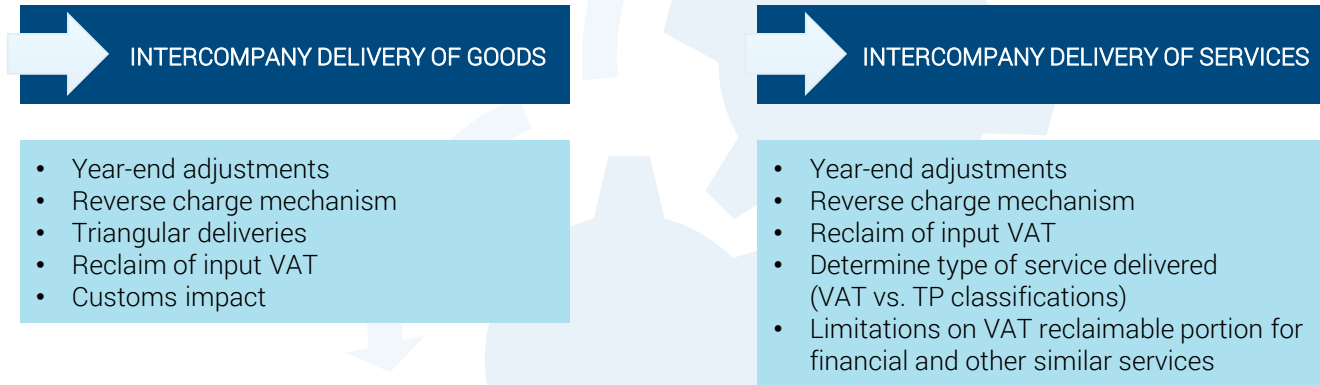 INTERCOMPANY DELIVERY OF GOODS
• Year-end adjustments
• Reverse charge mechanism
• Triangular deliveries
• Reclaim of input VAT
• Customs impact
INTERCOMPANY DELIVERY OF SERVICES
• Year-end adjustments
• Reverse charge mechanism
• Reclaim of input VAT
• Determine type of service delivered
(VAT vs. TP classifications)
• Limitations on VAT reclaimable portion for
financial and other similar services